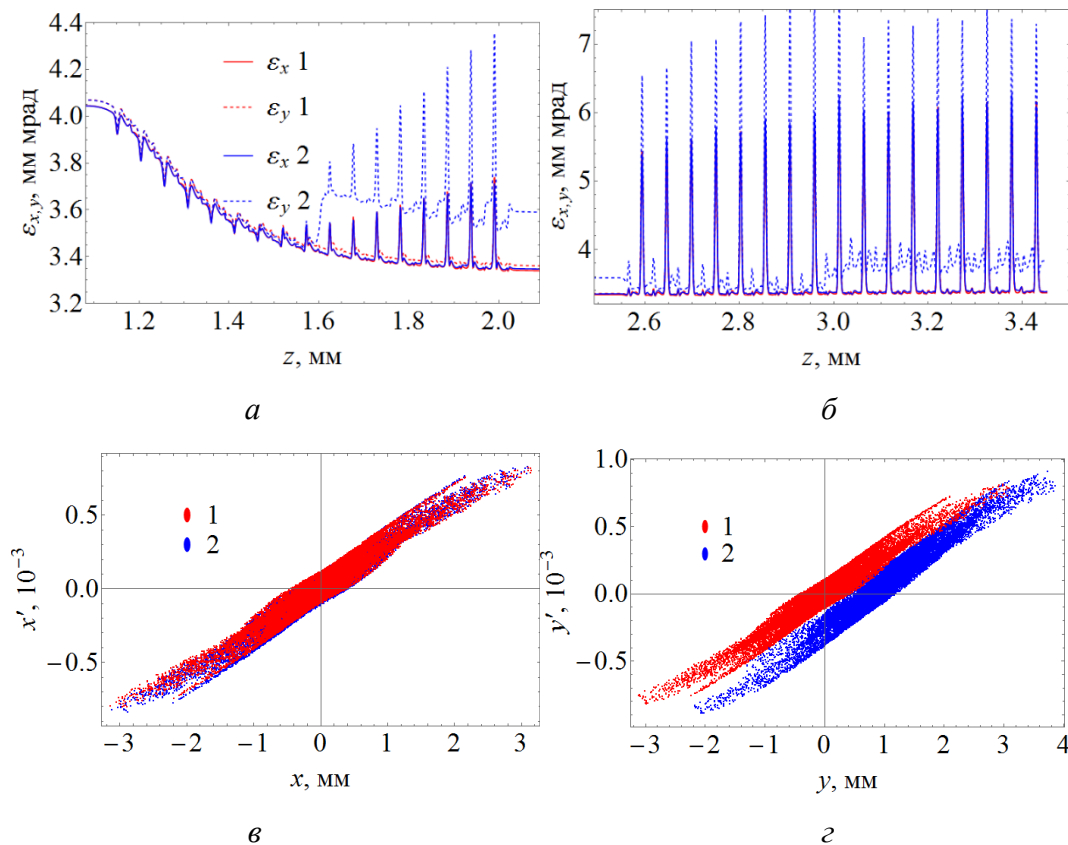 4.4
4.2
4.0
3.8
3.6
3.4
3.2
εx,y, мм мрад
εx 1
εy 1
εx 2
εy 2
1.2 1.4 1.6 1.8 2.0
z, мм
а
7
6
5
4
εx,y, мм мрад
2.6 2.8 3.0 3.2 3.4
z, мм
б
0.5
0.0
−0.5
x′, 10−3
1
2
−3 −2 −1 0 1 2 3
x, мм
в
1.0
0.5
0.0
−0.5
y′, 10−3
1
2
−3 −2 −1 0 1 2 3 4
y, мм
г